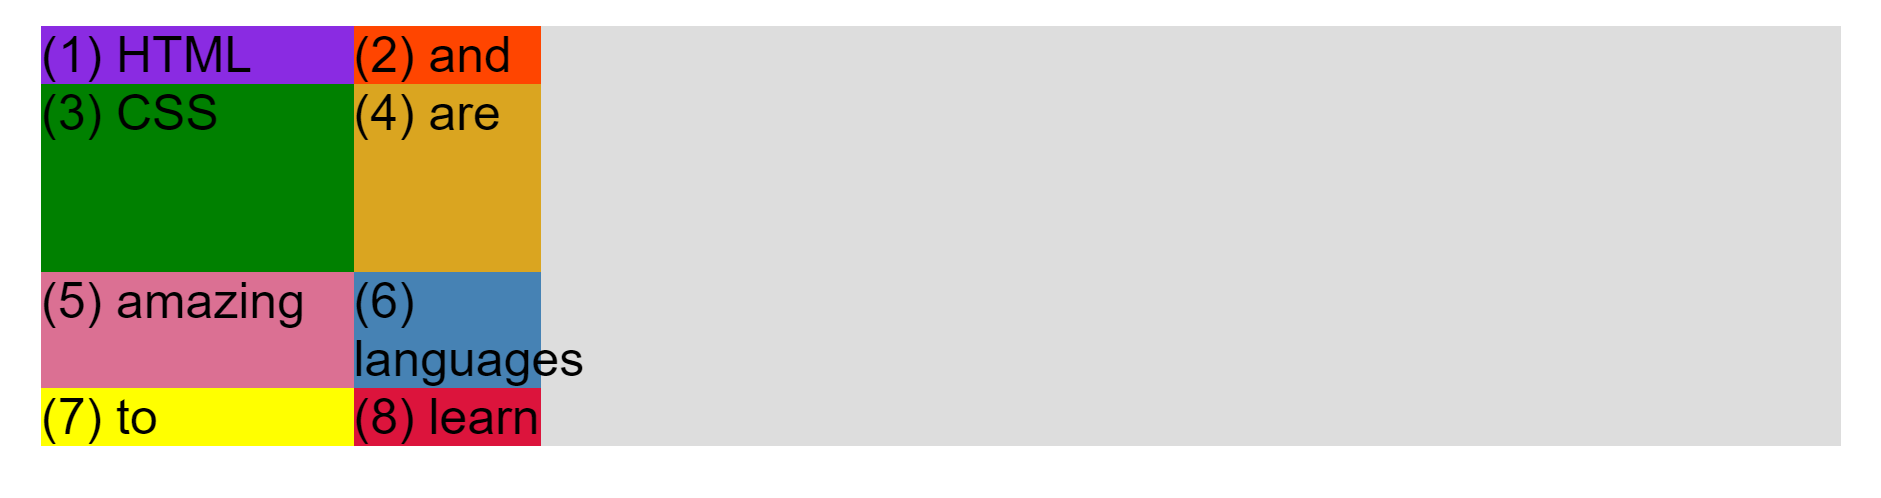 (1) HTML
(2) and
(3) CSS
(4) are
(5) amazing
(6)
languages
(7) to
(8) learn